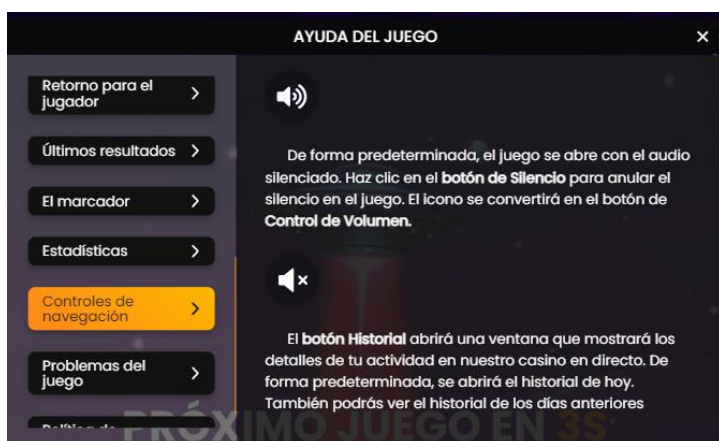 AYUDA DEL JUEGO
Retorno para el
jugador
Últimos resultados
El marcador
Estadísticas
Controles de
navegación
Problemas del
juego
De forma predeterminada, el juego se abre con el audio
silenciado. Haz clic en el botón de Silencio para anular el
silencio en el juego. El icono se convertirá en el botón de
Control de Volumen.
El botón Historial abrirá una ventana que mostrará los
detalles de tu actividad en nuestro casino en directo. De
forma predeterminada, se abrirá el historial de hoy.
También podrás ver el historial de los días anteriores
PRÓXIMO JUEGO EN 3S